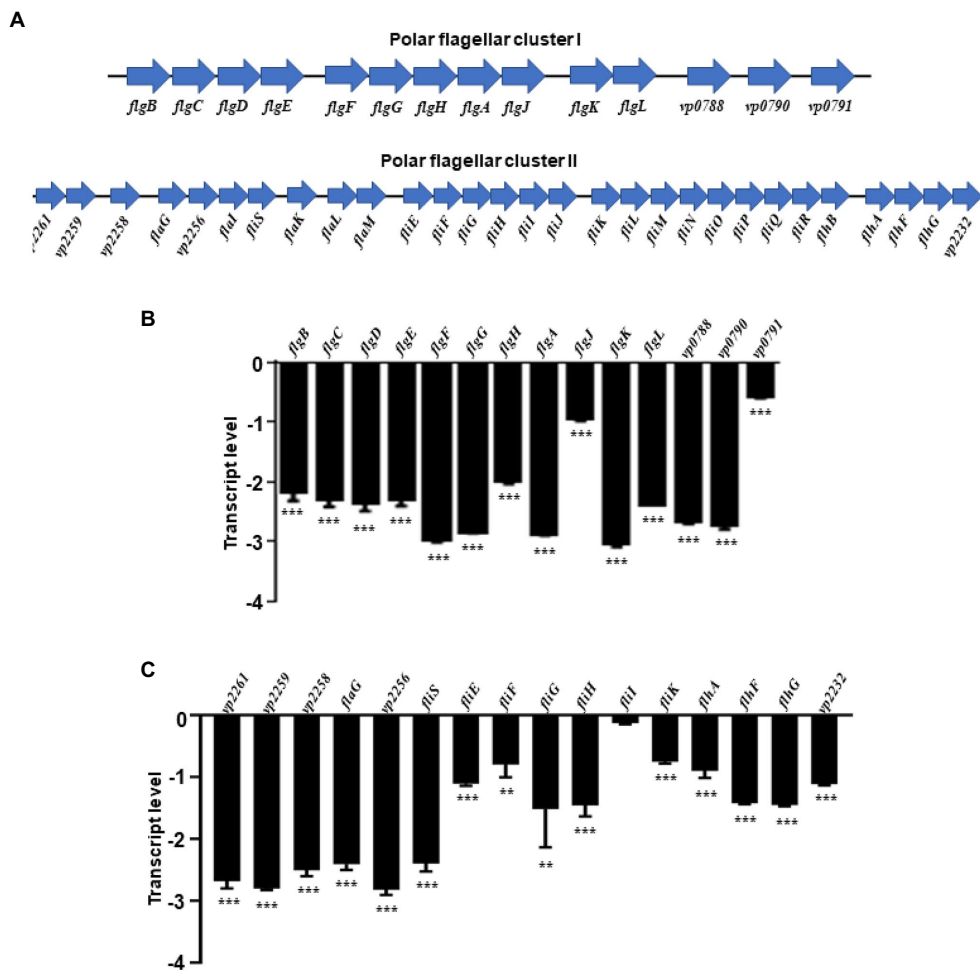 A
Polar flagellar cluster I
flgB flgC flgD flgE flgF flgG flgH flgA flgJ flgK flgL vp0788 vp0790 vp0791
Polar flagellar cluster II
2261 vp2259 vp2258 flaG vp2256 flaI fliS flaK flaL flaM fliE fliF fliG fliH fliI fliJ fliK fliL fliM fliN fliO fliP fliQ fliR flhB flhA flhF flhG vp2232
B
flgB flgC flgD flgE flgF flgG flgH flgA flgJ flgK flgL vp0788 vp0790 vp0791
Transcript level
0
-1
-2
-3
-4
*** *** *** *** *** *** *** *** *** *** *** *** *** ***
C
vp2261 vp2259 vp2258 flaG vp2256 fliS fliE fliF fliG fliH fliI fliK flhA flhF flhG vp2232
Transcript level
0
-1
-2
-3
-4
*** *** *** *** *** *** *** ** ** *** *** *** *** *** ***